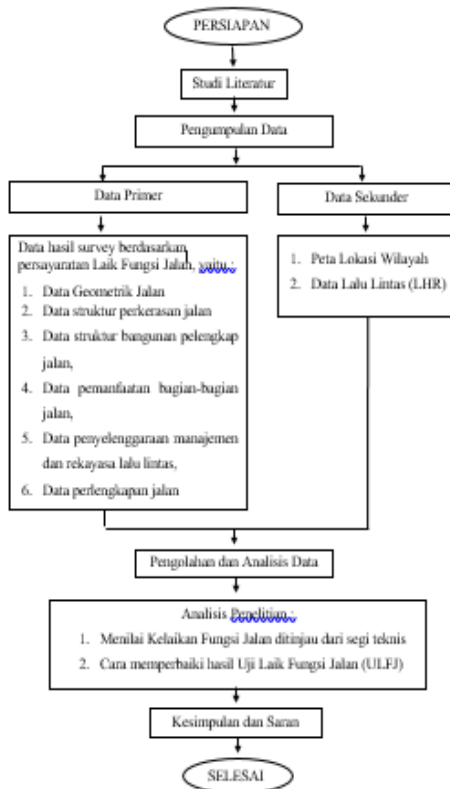 PERSIAPAN
Studi Literatur
Pengumpulan Data
Data Primer
Data Sekunder
Data hasil survey berdasarkan
persayaratan Laik Fungsi Jalan, yaitu :
1. Data Geometrik Jalan
2. Data struktur perkerasan jalan
3. Data struktur bangunan pelengkap
jalan,
4. Data pemanfaatan bagian-bagian
jalan,
5. Data penyelenggaraan manajemen
dan rekayasa lalu lintas,
6. Data perlengkapan jalan
1. Peta Lokasi Wilayah
2. Data Lalu Lintas (LHR)
Pengolahan dan Analisis Data
Analisis Penelitian :
1. Menilai Kelaikan Fungsi Jalan ditinjau dari segi teknis
2. Cara memperbaiki hasil Uji Laik Fungsi Jalan (ULFJ)
Kesimpulan dan Saran
SELESAI